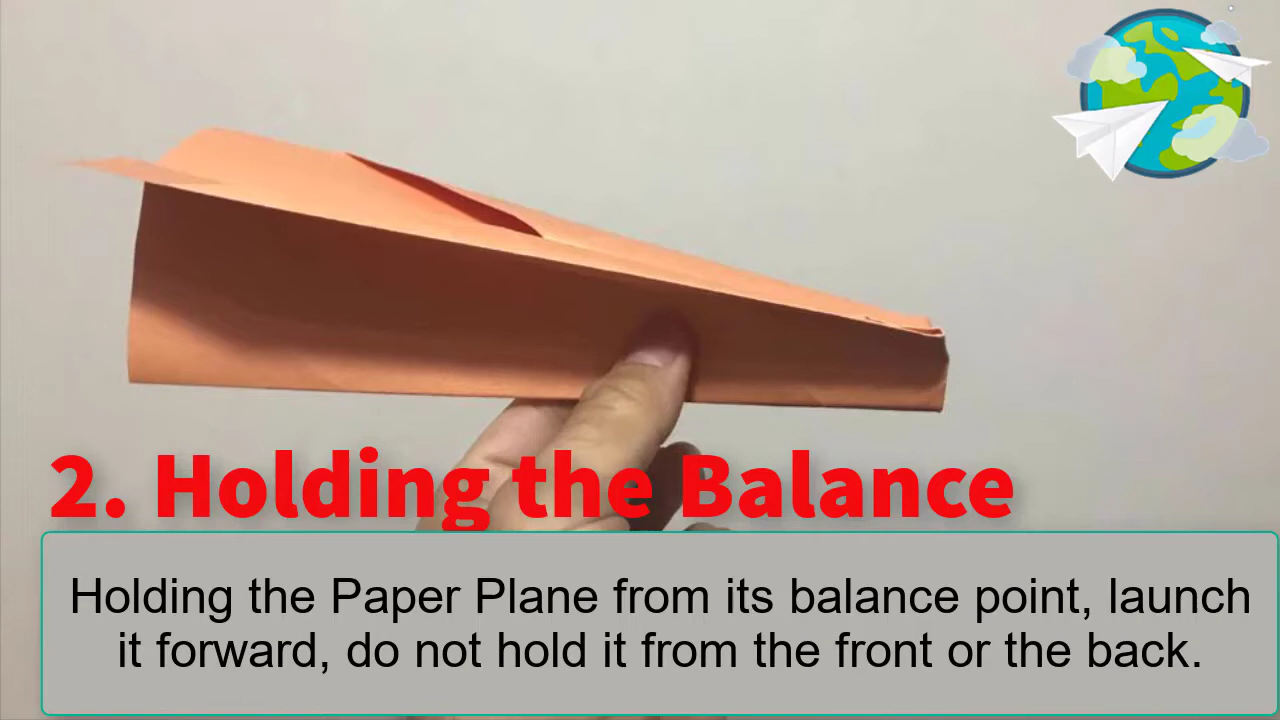 2. Holding the Balance
Holding the Paper Plane from its balance point, launch
it forward, do not hold it from the front or the back.